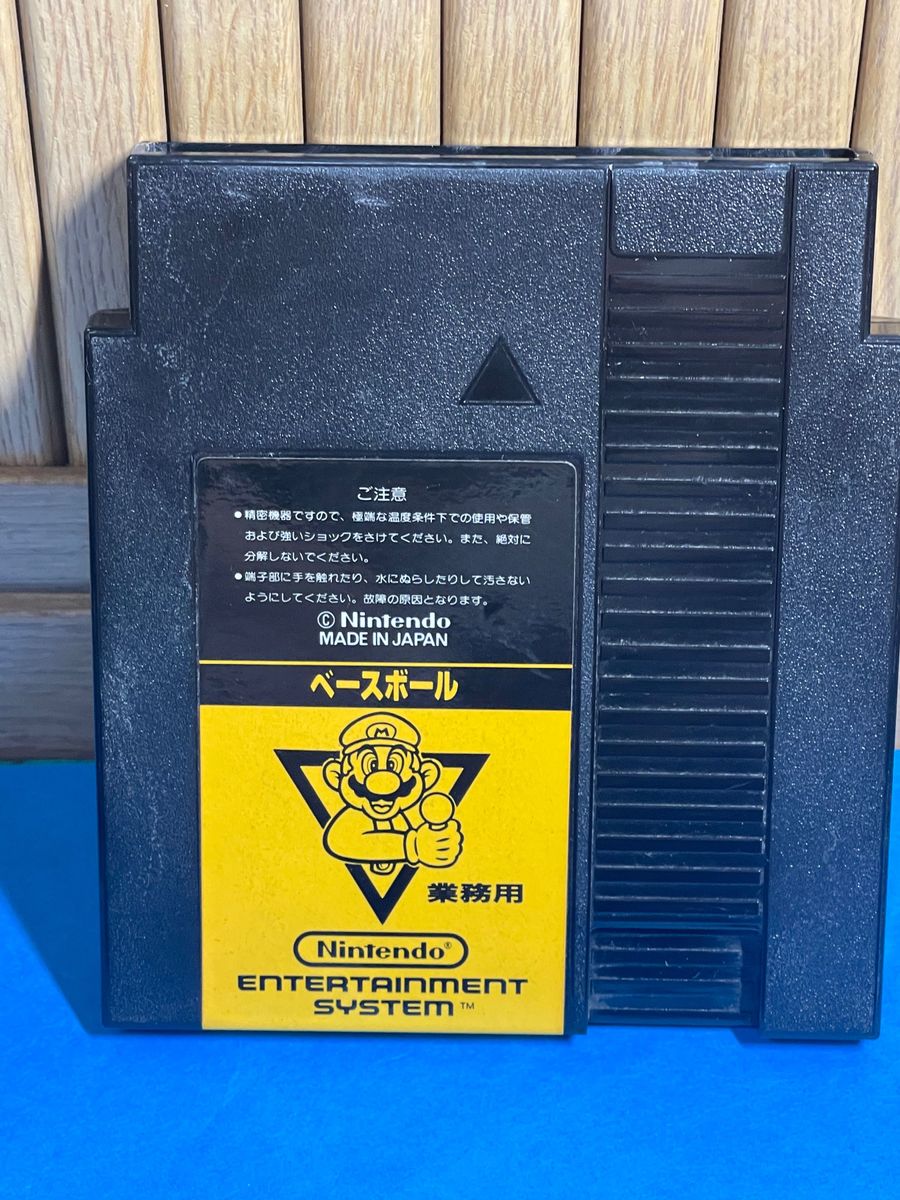 ご注意
●精密機器ですので、極端な温度条件下での使用や保管
および強いショックをさけてください。また、絶対に
分解しないでください。
●端子部に手を触れたり、水にぬらしたりして汚さない
ようにしてください。故障の原因となります。
© Nintendo
MADE IN JAPAN
ベースボール
M
業務用
Nintendo®
ENTERTAINMENT
SYSTEM™